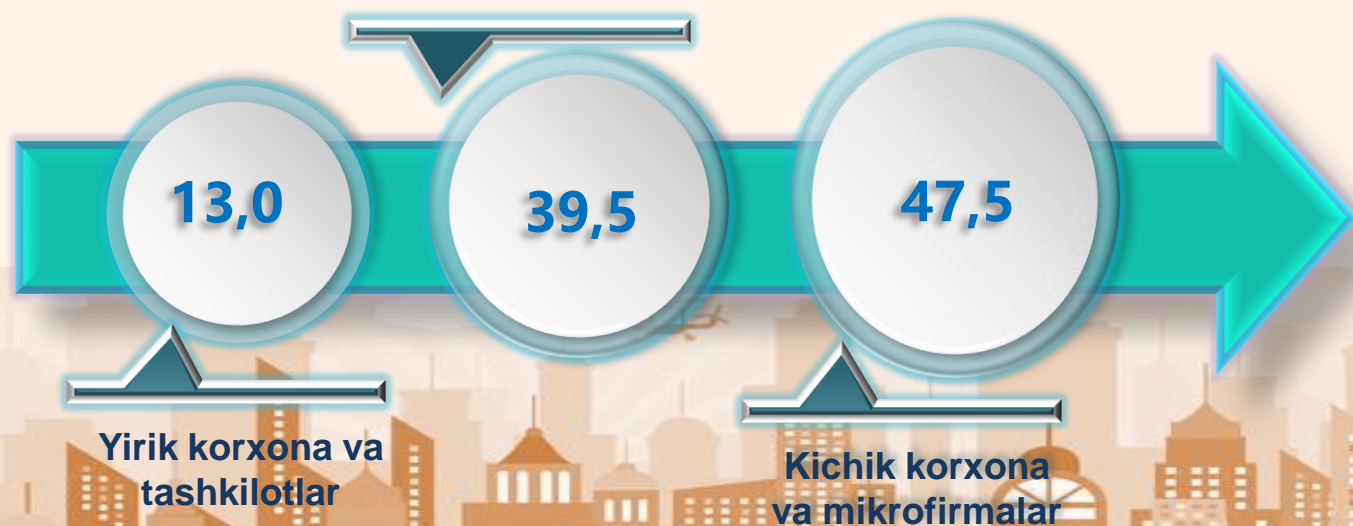 13,0
39,5
47,5
Yirik korxona va
tashkilotlar
Kichik korxona
va mikrofirmalar